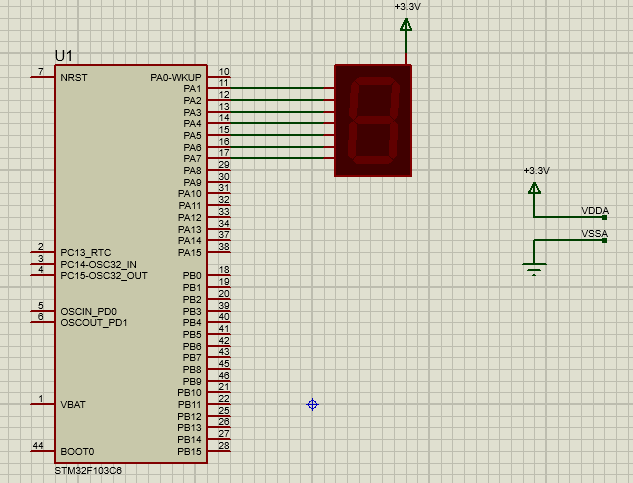 +3.3V
U1
7 NRST PA0-WKUP 10
PA1 11
PA2 12
PA3 13
PA4 14
PA5 15
PA6 16
PA7 17
PA8 29
PA9 30
PA10 31
PA11 32
PA12 33
PA13 34
PA14 37
PA15 38
2 PC13_RTC
3 PC14-OSC32_IN
4 PC15-OSC32_OUT
PB0 18
PB1 19
PB2 20
5 OSCIN_PD0 PB3 39
6 OSCOUT_PD1 PB4 40
PB5 41
PB6 42
PB7 43
PB8 45
PB9 46
PB10 21
1 VBAT PB11 22
PB12 25
PB13 26
PB14 27
44 BOOT0 PB15 28
STM32F103C6
+3.3V
VDDA
VSSA